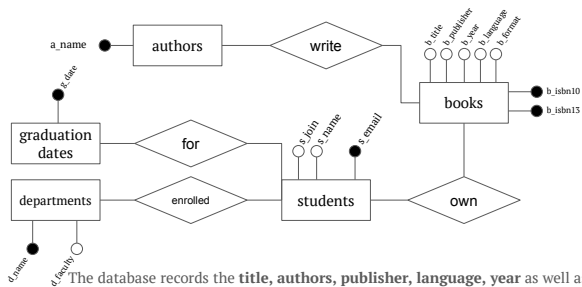 b_title
b_publisher
b_year
b_language
b_format
a_name
authors
write
g_date
books
b_isbn10
b_isbn13
graduation
dates
for
s_join
s_name
s_email
departments
enrolled
students
own
d_name
d_faculty
The database records the title, authors, publisher, language, year as well a